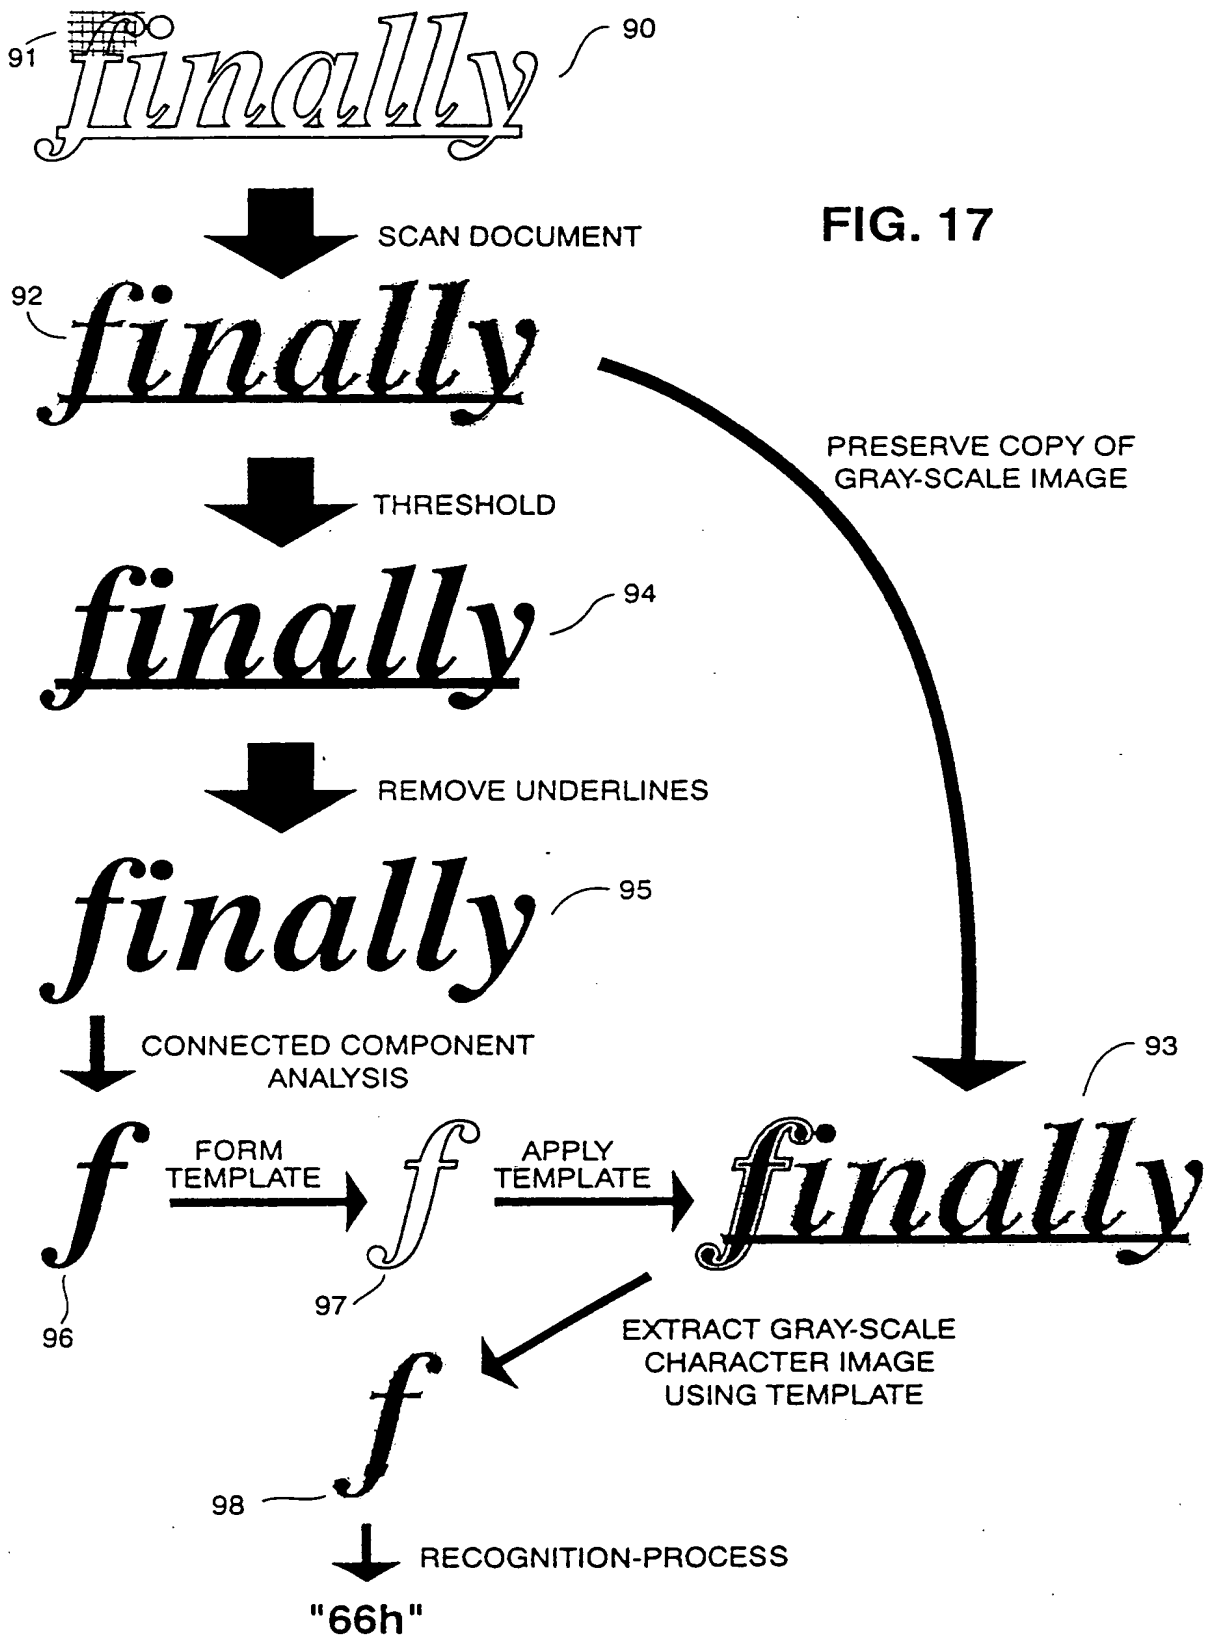 91
finally
90
SCAN DOCUMENT
FIG. 17
92
finally
PRESERVE COPY OF
GRAY-SCALE IMAGE
THRESHOLD
finally
94
REMOVE UNDERLINES
finally
95
CONNECTED COMPONENT
ANALYSIS
93
f
FORM
TEMPLATE
f
APPLY
TEMPLATE
finally
96
97
EXTRACT GRAY-SCALE
CHARACTER IMAGE
USING TEMPLATE
f
98
RECOGNITION-PROCESS
"66h"